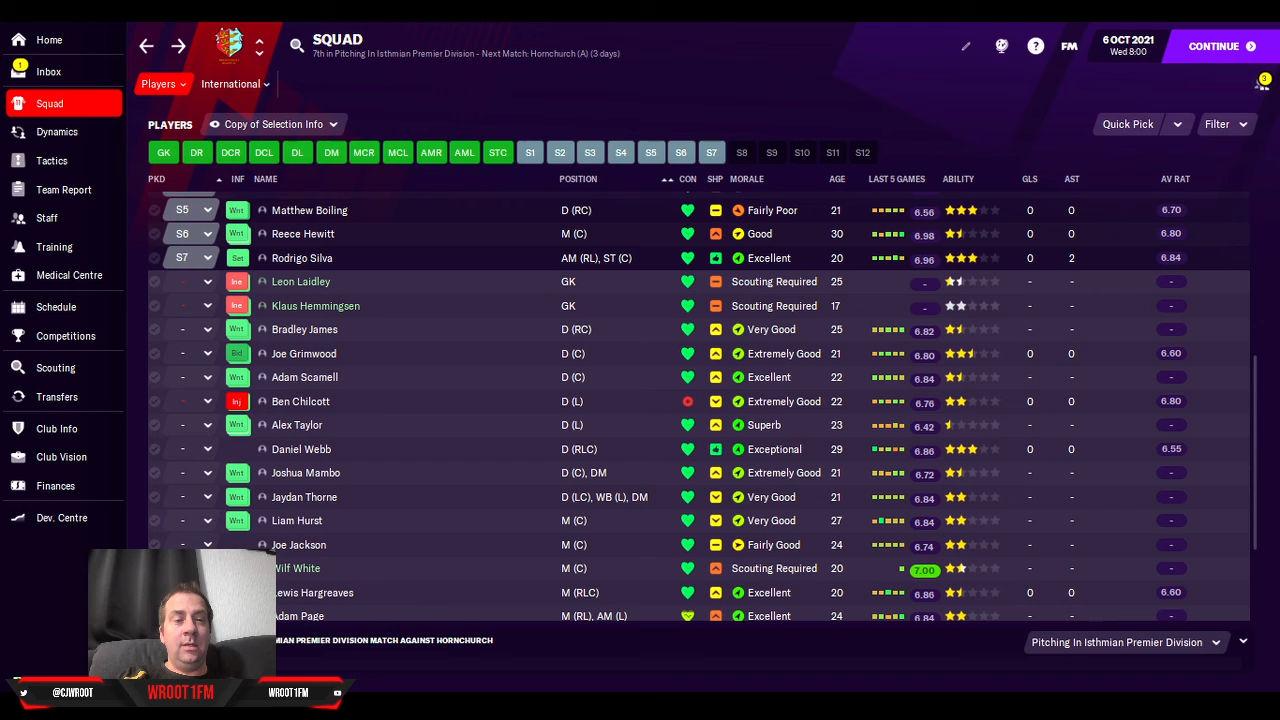 Home
Inbox
1
Squad
Dynamics
Tactics
Team Report
Staff
Training
Medical Centre
Schedule
Competitions
Scouting
Transfers
Club Info
Club Vision
Finances
Dev. Centre
SQUAD
7th in Pitching In Isthmian Premier Division - Next Match: Hornchurch (A) (3 days)
FM
6 OCT 2021
Wed 8:00
CONTINUE
3
Players
International
PLAYERS
Copy of Selection Info
Quick Pick
Filter
GK DR DCR DCL DL DM MCR MCL AMR AML STC S1 S2 S3 S4 S5 S6 S7 S8 S9 S10 S11 S12
PKD INF NAME POSITION CON SHP MORALE AGE LAST 5 GAMES ABILITY GLS AST AV RAT
S5 Wnt Matthew Boiling D (RC) Fairly Poor 21 6.56 0 0 6.70
S6 Wnt Reece Hewitt M (C) Good 30 6.98 0 0 6.80
S7 Set Rodrigo Silva AM (RL), ST (C) Excellent 20 6.96 0 2 6.84
- Ine Leon Laidley GK Scouting Required 25 - - - -
- Ine Klaus Hemmingsen GK Scouting Required 17 - - - -
- Wnt Bradley James D (RC) Very Good 25 6.82 - - -
- Bid Joe Grimwood D (C) Extremely Good 21 6.80 0 0 6.60
- Wnt Adam Scamell D (C) Excellent 22 6.84 - - -
- Inj Ben Chilcott D (L) Extremely Good 22 6.76 0 0 6.80
- Wnt Alex Taylor D (L) Superb 23 6.42 - - -
- Daniel Webb D (RLC) Exceptional 29 6.86 0 0 6.55
- Wnt Joshua Mambo D (C), DM Extremely Good 21 6.72 - - -
- Wnt Jaydan Thorne D (LC), WB (L), DM Very Good 21 6.84 - - -
- Wnt Liam Hurst M (C) Very Good 27 6.84 - - -
- Joe Jackson M (C) Fairly Good 24 6.74 - - -
Wilf White M (C) Scouting Required 20 7.00 - - -
Lewis Hargreaves M (RLC) Excellent 20 6.86 0 0 6.60
Adam Page M (RL), AM (L) Excellent 24 6.84 - - -
MIAN PREMIER DIVISION MATCH AGAINST HORNCHURCH
Pitching In Isthmian Premier Division
@CJWROOT
WROOT1FM
WROOT1FM